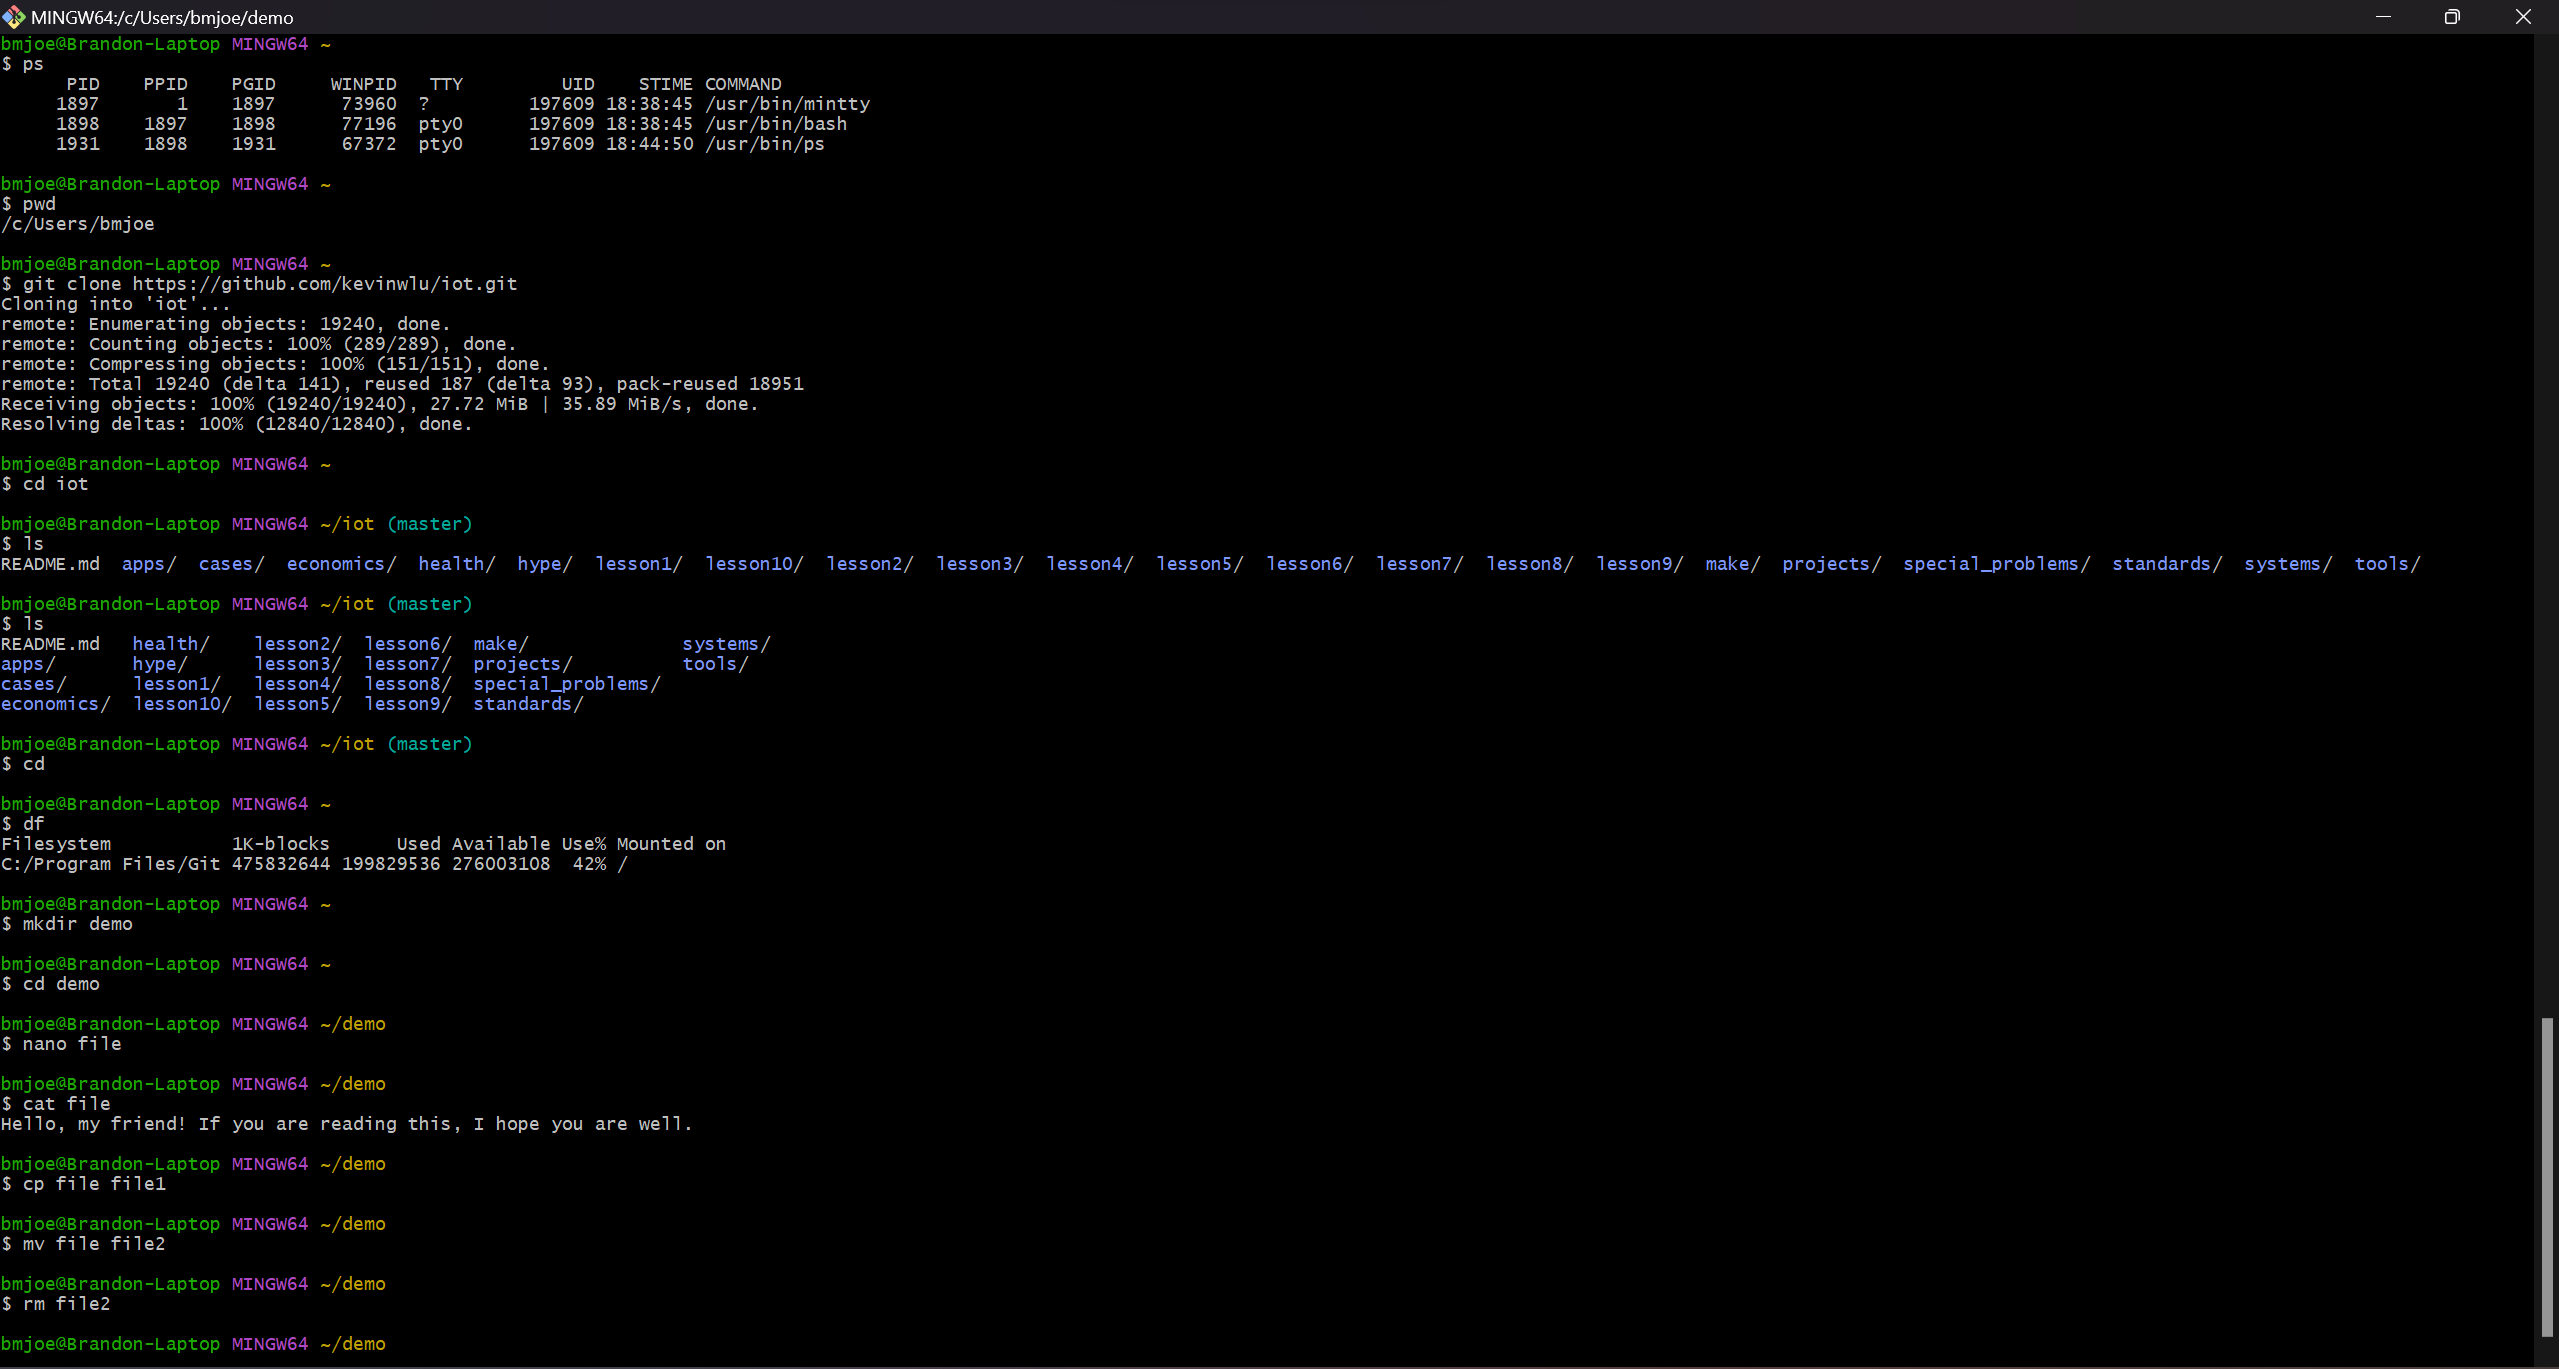 MINGW64:/c/Users/bmjoe/demo
bmjoe@Brandon-Laptop MINGW64 ~
$ ps
      PID    PPID    PGID     WINPID   TTY         UID    STIME COMMAND
     1897       1    1897      73960  ?         197609 18:38:45 /usr/bin/mintty
     1898    1897    1898      77196  pty0      197609 18:38:45 /usr/bin/bash
     1931    1898    1931      67372  pty0      197609 18:44:50 /usr/bin/ps
bmjoe@Brandon-Laptop MINGW64 ~
$ pwd
/c/Users/bmjoe
bmjoe@Brandon-Laptop MINGW64 ~
$ git clone https://github.com/kevinwlu/iot.git
Cloning into 'iot'...
remote: Enumerating objects: 19240, done.
remote: Counting objects: 100% (289/289), done.
remote: Compressing objects: 100% (151/151), done.
remote: Total 19240 (delta 141), reused 187 (delta 93), pack-reused 18951
Receiving objects: 100% (19240/19240), 27.72 MiB | 35.89 MiB/s, done.
Resolving deltas: 100% (12840/12840), done.
bmjoe@Brandon-Laptop MINGW64 ~
$ cd iot
bmjoe@Brandon-Laptop MINGW64 ~/iot (master)
$ ls
README.md  apps/  cases/  economics/  health/  hype/  lesson1/  lesson10/  lesson2/  lesson3/  lesson4/  lesson5/  lesson6/  lesson7/  lesson8/  lesson9/  make/  projects/  special_problems/  standards/  systems/  tools/
bmjoe@Brandon-Laptop MINGW64 ~/iot (master)
$ ls
README.md   health/    lesson2/  lesson6/  make/              systems/
apps/       hype/      lesson3/  lesson7/  projects/          tools/
cases/      lesson1/   lesson4/  lesson8/  special_problems/
economics/  lesson10/  lesson5/  lesson9/  standards/
bmjoe@Brandon-Laptop MINGW64 ~/iot (master)
$ cd
bmjoe@Brandon-Laptop MINGW64 ~
$ df
Filesystem           1K-blocks      Used Available Use% Mounted on
C:/Program Files/Git 475832644 199829536 276003108  42% /
bmjoe@Brandon-Laptop MINGW64 ~
$ mkdir demo
bmjoe@Brandon-Laptop MINGW64 ~
$ cd demo
bmjoe@Brandon-Laptop MINGW64 ~/demo
$ nano file
bmjoe@Brandon-Laptop MINGW64 ~/demo
$ cat file
Hello, my friend! If you are reading this, I hope you are well.
bmjoe@Brandon-Laptop MINGW64 ~/demo
$ cp file file1
bmjoe@Brandon-Laptop MINGW64 ~/demo
$ mv file file2
bmjoe@Brandon-Laptop MINGW64 ~/demo
$ rm file2
bmjoe@Brandon-Laptop MINGW64 ~/demo